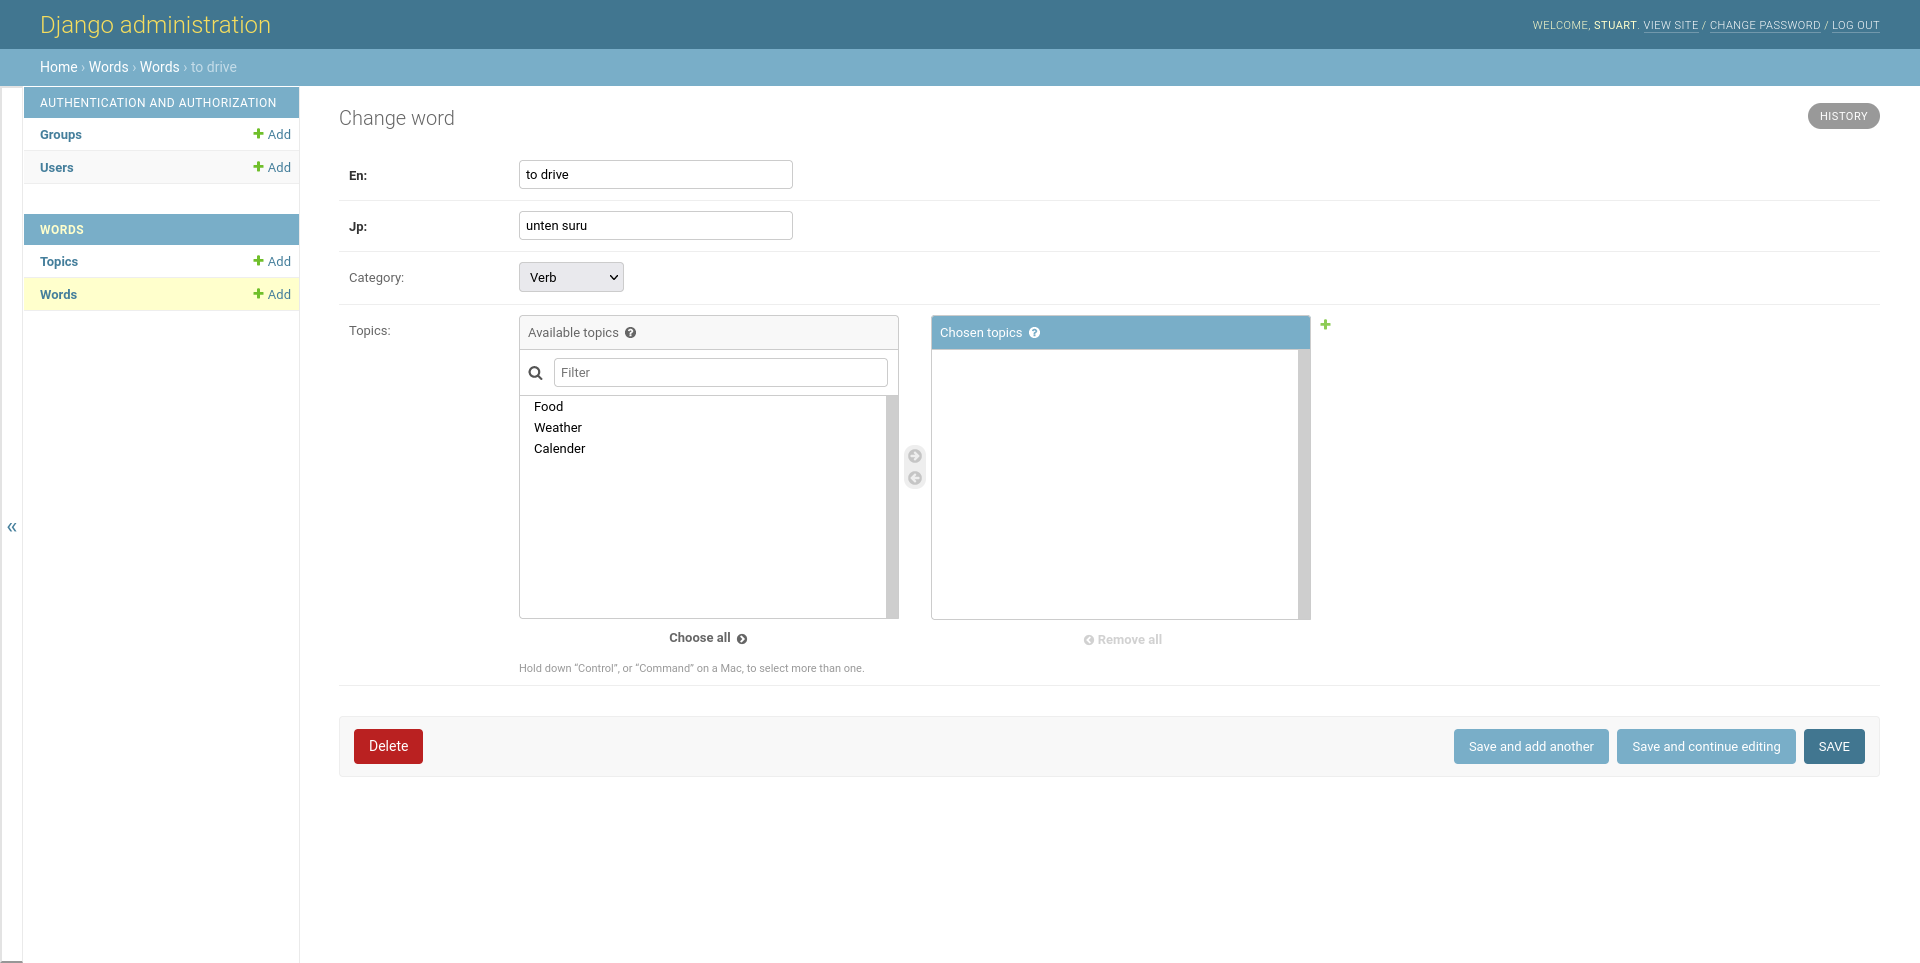 Django administration
WELCOME, STUART. VIEW SITE / CHANGE PASSWORD / LOG OUT
Home › Words › Words › to drive
AUTHENTICATION AND AUTHORIZATION
Groups
Add
Users
Add
WORDS
Topics
Add
Words
Add
«
Change word
HISTORY
En:
to drive
Jp:
unten suru
Category:
Verb
Topics:
Available topics
Filter
Food
Weather
Calender
Choose all
Chosen topics
Remove all
Hold down “Control”, or “Command” on a Mac, to select more than one.
Delete
Save and add another
Save and continue editing
SAVE